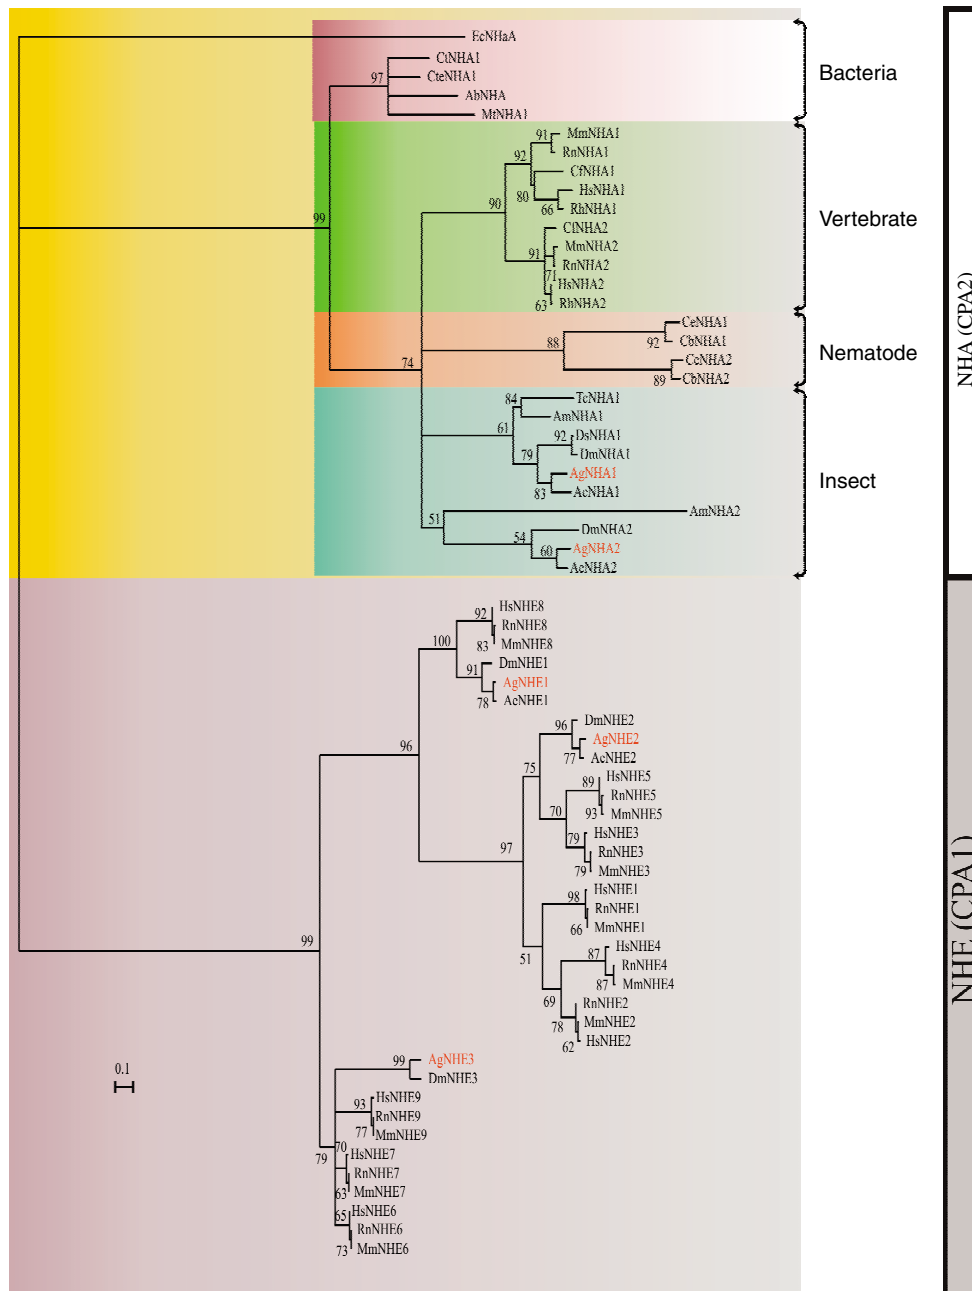 EcNHaA
CtNHA1
97
CteNHA1
AbNHA
MtNHA1
Bacteria
91
MmNHA1
RnNHA1
92
CfNHA1
80
HsNHA1
66
RhNHA1
90
99
CfNHA2
91
MmNHA2
RnNHA2
71
HsNHA2
63
RhNHA2
Vertebrate
CeNHA1
92
CbNHA1
88
74
CeNHA2
89
CbNHA2
Nematode
84
TcNHA1
AmNHA1
61
92
DsNHA1
DmNHA1
79
AgNHA1
83
AcNHA1
Insect
51
AmNHA2
54
DmNHA2
60
AgNHA2
AcNHA2
NHA (CPA2)
92
HsNHE8
RnNHE8
83
MmNHE8
100
91
DmNHE1
AgNHE1
78
AcNHE1
96
96
DmNHE2
AgNHE2
77
AcNHE2
75
89
HsNHE5
RnNHE5
93
MmNHE5
70
79
HsNHE3
RnNHE3
79
MmNHE3
97
98
HsNHE1
RnNHE1
66
MmNHE1
51
87
HsNHE4
RnNHE4
87
MmNHE4
69
RnNHE2
78
MmNHE2
62
HsNHE2
99
NHE (CPA1)
99
AgNHE3
DmNHE3
0.1
93
HsNHE9
RnNHE9
77
MmNHE9
79
70
HsNHE7
RnNHE7
63
MmNHE7
65
HsNHE6
RnNHE6
73
MmNHE6